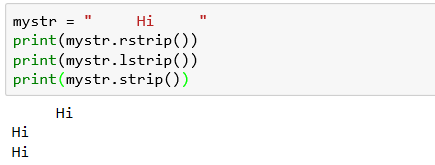 mystr = "     Hi     "
print(mystr.rstrip())
print(mystr.lstrip())
print(mystr.strip())
     Hi
Hi
Hi